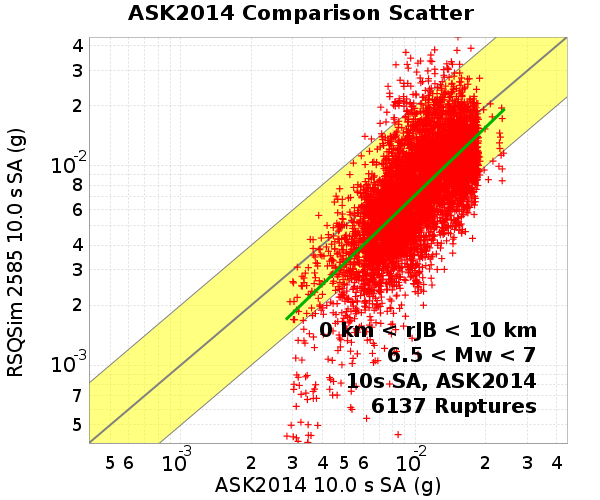 ASK2014 Comparison Scatter
RSQSim 2585 10.0 s SA (g)
4
3
2
10-2
8
6
4
3
2
10-3
7
5
0 km < rJB < 10 km
6.5 < Mw < 7
10s SA, ASK2014
6137 Ruptures
5 6 10-3 2 3 4 5 6 8 10-2 2 3 4
ASK2014 10.0 s SA (g)